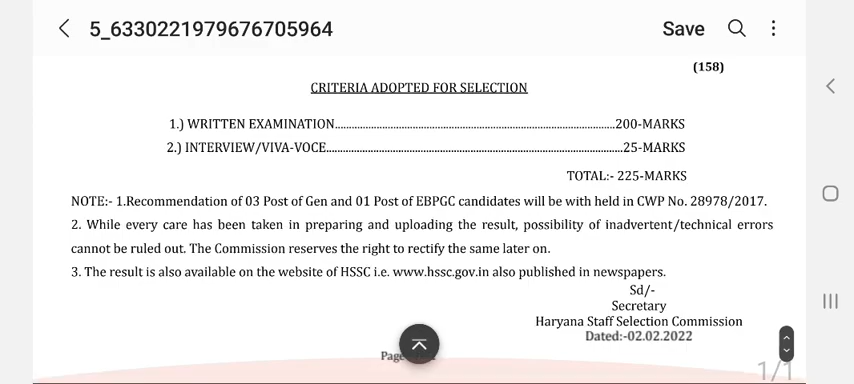 5_6330221979676705964 Save
(158)
CRITERIA ADOPTED FOR SELECTION
1.) WRITTEN EXAMINATION..........................................................................................200-MARKS
2.) INTERVIEW/VIVA-VOCE..............................................................................................25-MARKS
TOTAL:- 225-MARKS
NOTE:- 1.Recommendation of 03 Post of Gen and 01 Post of EBPGC candidates will be with held in CWP No. 28978/2017.
2. While every care has been taken in preparing and uploading the result, possibility of inadvertent/technical errors
cannot be ruled out. The Commission reserves the right to rectify the same later on.
3. The result is also available on the website of HSSC i.e. www.hssc.gov.in also published in newspapers.
Sd/-
Secretary
Haryana Staff Selection Commission
Dated:-02.02.2022
Page
1/1